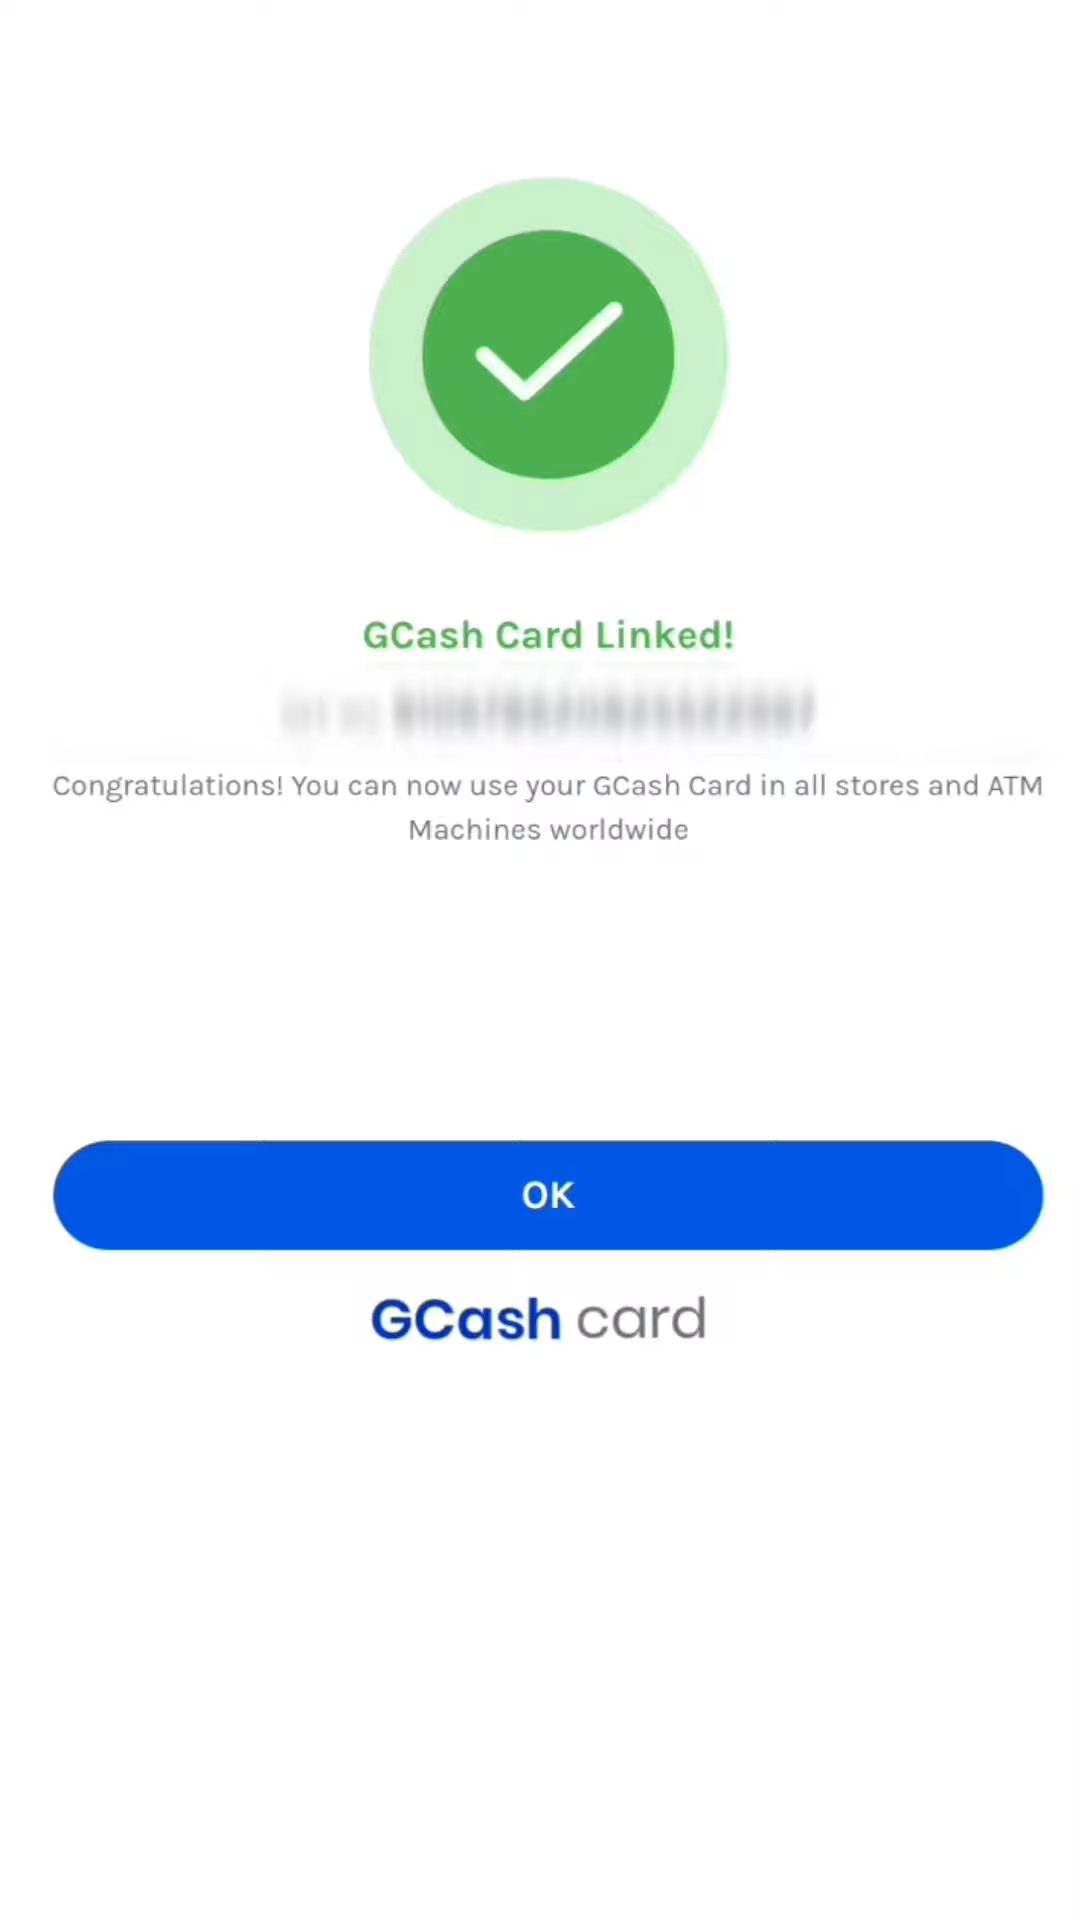 GCash Card Linked!
Congratulations! You can now use your GCash Card in all stores and ATM
Machines worldwide
OK
GCash card